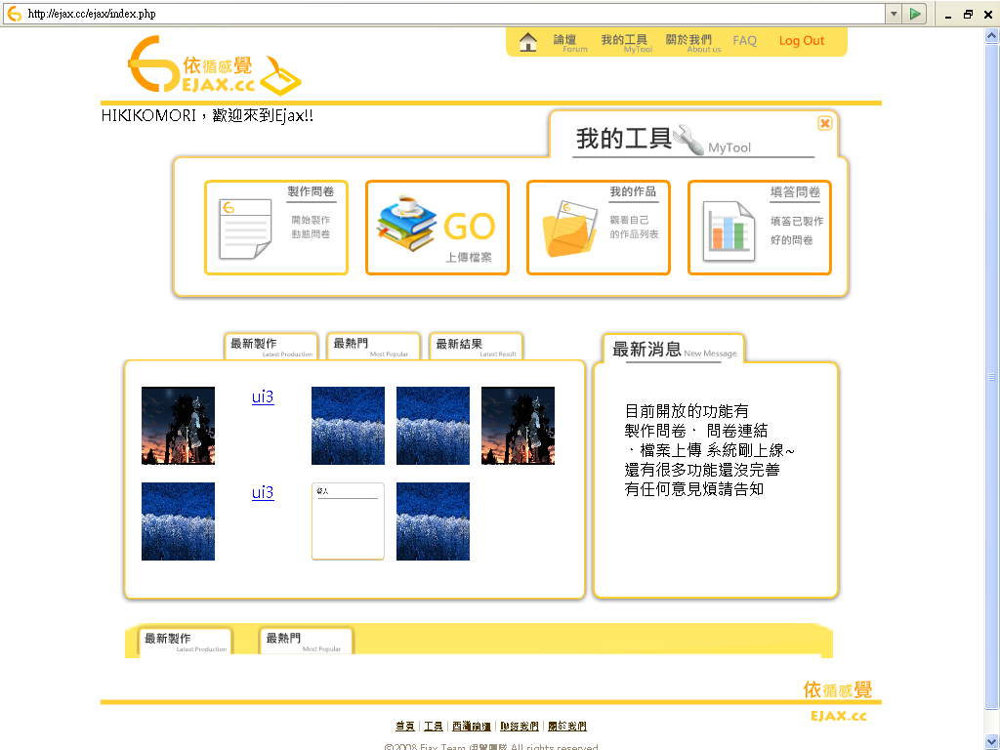 http://ejax.cc/ejax/index.php
論壇 Forum
我的工具 MyTool
關於我們 About us
FAQ
Log Out
依循感覺
EJAX.cc
HIKIKOMORI,歡迎來到Ejax!!
我的工具 MyTool
製作問卷
開始製作
動態問卷
GO
上傳檔案
我的作品
觀看自己
的作品列表
填答問卷
填答已製作
好的問卷
最新製作
Latest Production
最熱門
Most Popular
最新結果
Latest Result
ui3
ui3
登入
最新消息 New Message
目前開放的功能有
製作問卷、 問卷連結
、檔案上傳 系統剛上線~
還有很多功能還沒完善
有任何意見煩請告知
最新製作
Latest Production
最熱門
Most Popular
依循感覺
EJAX.cc
首頁 | 工具 | 西灣論壇 | 聯絡我們 | 關於我們
©2008 Ejax Team All rights reserved